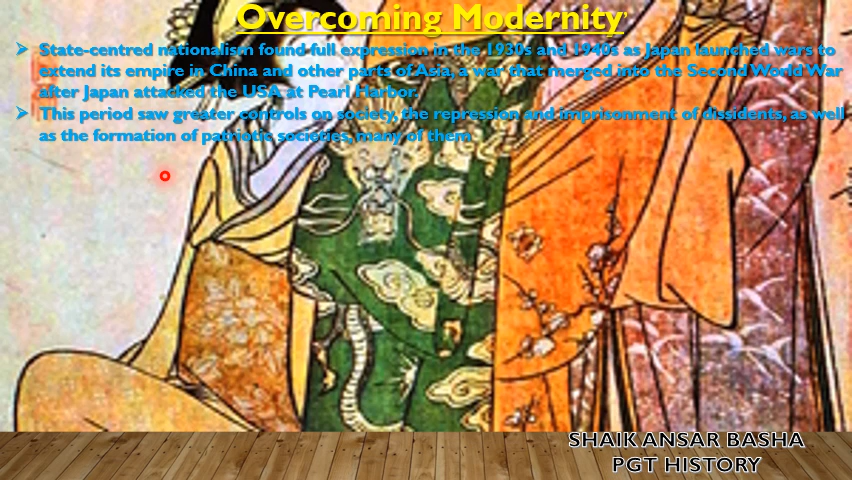 Overcoming Modernity’
➢ State-centred nationalism found full expression in the 1930s and 1940s as Japan launched wars to
extend its empire in China and other parts of Asia, a war that merged into the Second World War
after Japan attacked the USA at Pearl Harbor.
➢ This period saw greater controls on society, the repression and imprisonment of dissidents, as well
as the formation of patriotic societies, many of them
SHAIK ANSAR BASHA
PGT HISTORY